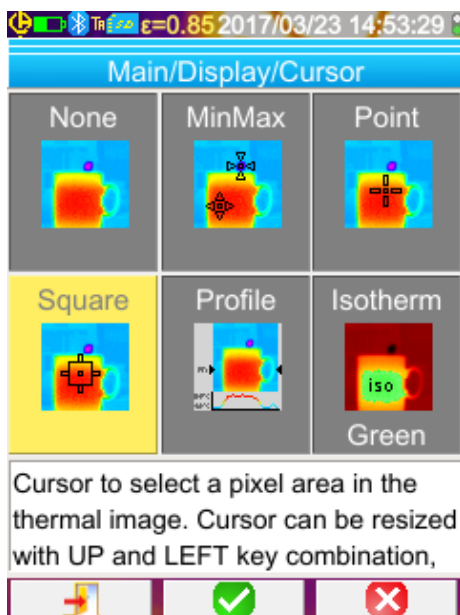 ε=0.85 2017/03/23 14:53:29
Main/Display/Cursor
None MinMax Point
Square Profile Isotherm
iso
Green
Cursor to select a pixel area in the
thermal image. Cursor can be resized
with UP and LEFT key combination,